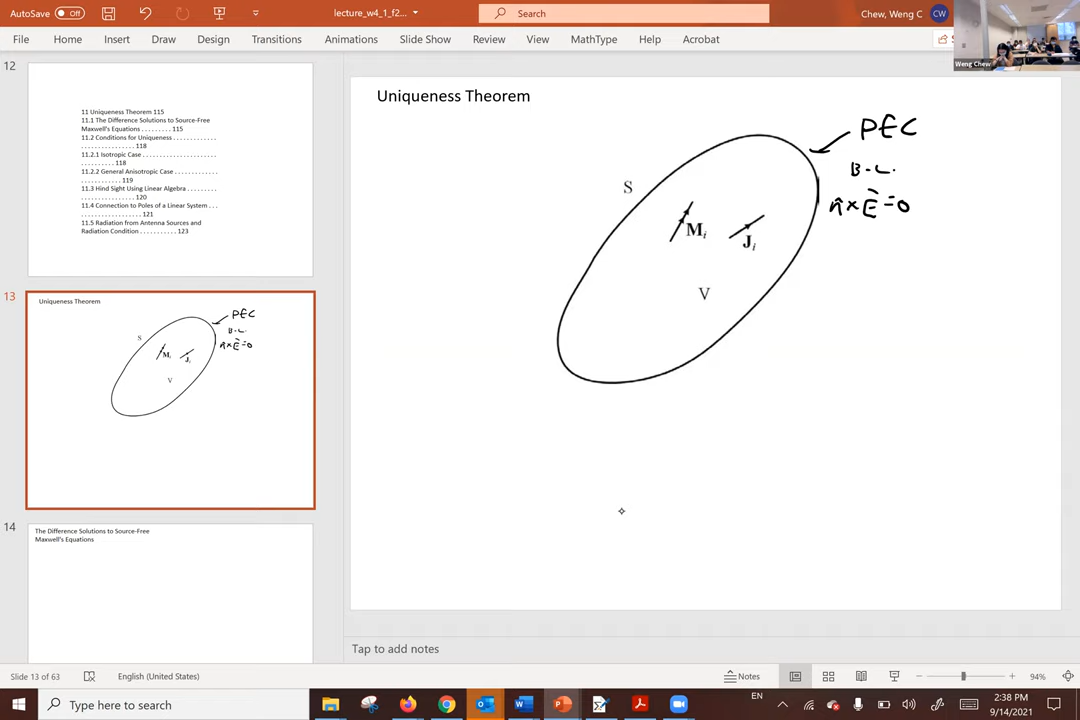 AutoSave Off
lecture_w4_1_f2...
Search
Chew, Weng C CW
File Home Insert Draw Design Transitions Animations Slide Show Review View MathType Help Acrobat S
Weng Chew
12
11 Uniqueness Theorem 115
11.1 The Difference Solutions to Source-Free
Maxwell's Equations . . . . . . . . . 115
11.2 Conditions for Uniqueness . . . . . . . . . . . . .
. . . . . . . . . . . . . . . . 118
11.2.1 Isotropic Case . . . . . . . . . . . . . . . . . . . . . .
. . . . . . . . . . 118
11.2.2 General Anisotropic Case . . . . . . . . . . . . .
. . . . . . . . . . . . 119
11.3 Hind Sight Using Linear Algebra . . . . . . . . .
. . . . . . . . . . . . . . . . 120
11.4 Connection to Poles of a Linear System . . .
. . . . . . . . . . . . . . . . . . 121
11.5 Radiation from Antenna Sources and
Radiation Condition . . . . . . . . . . 123
13
Uniqueness Theorem
PEC
B.C.
n̂ × Ē = 0
S
Mᵢ
Jᵢ
V
14
The Difference Solutions to Source-Free
Maxwell's Equations
Uniqueness Theorem
PEC
B.C.
n̂ × Ē = 0
S
Mᵢ
Jᵢ
V
Tap to add notes
Slide 13 of 63 English (United States) Notes 94%
Type here to search
EN
2:38 PM
9/14/2021